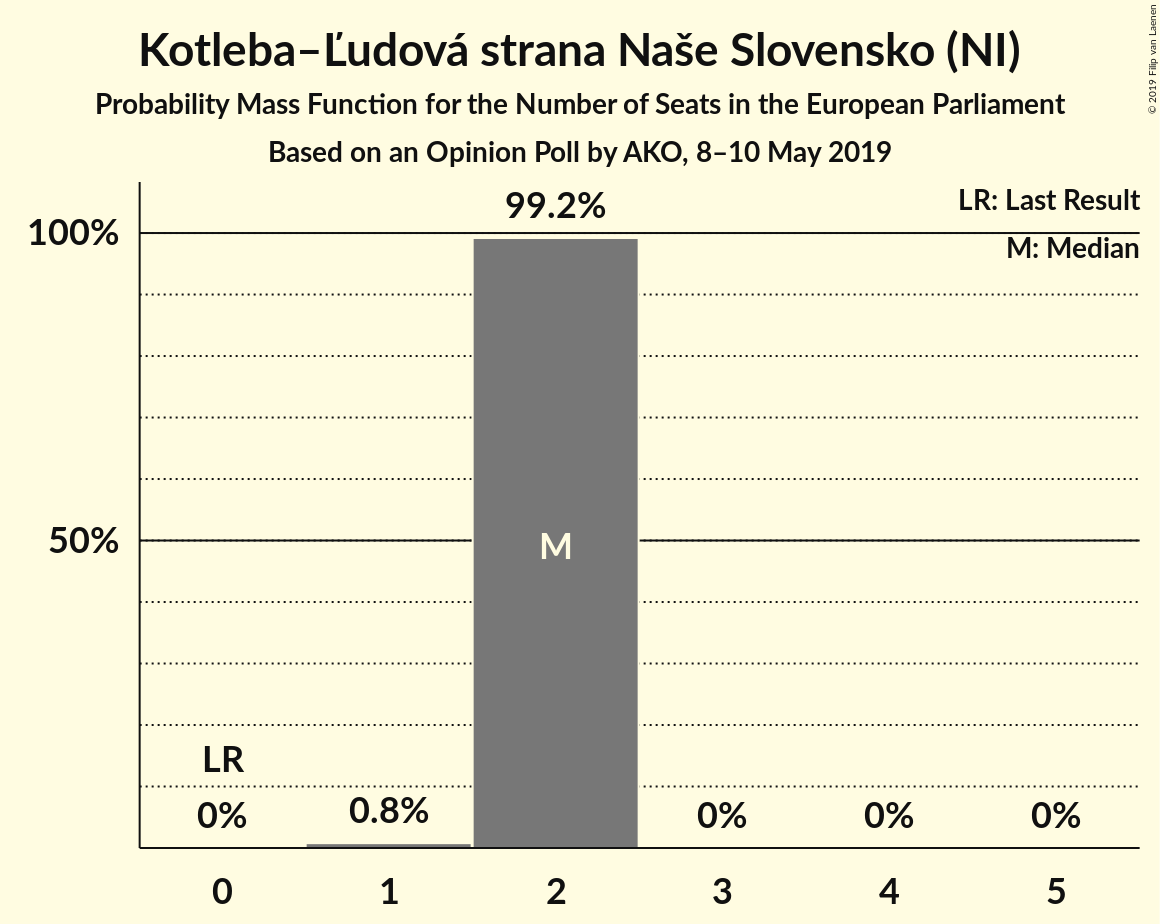 Kotleba–Ľudová strana Naše Slovensko (NI)
Probability Mass Function for the Number of Seats in the European Parliament
Based on an Opinion Poll by AKO, 8–10 May 2019
© 2019 Filip van Laenen
LR: Last Result
M: Median
99.2%
100%
50%
M
LR
0%
0.8%
0%
0%
0%
0
1
2
3
4
5